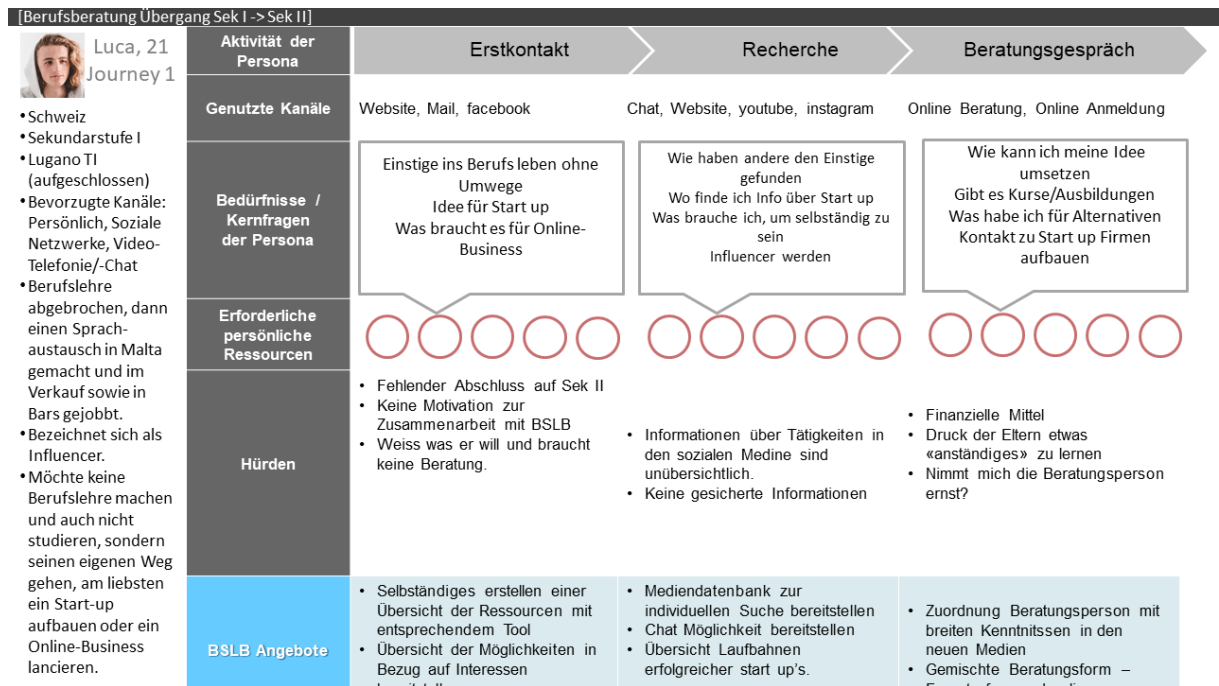 [Berufsberatung Übergang Sek I -> Sek II]
Luca, 21
Journey 1
• Schweiz
• Sekundarstufe I
• Lugano TI
(aufgeschlossen)
• Bevorzugte Kanäle:
Persönlich, Soziale
Netzwerke, Video-
Telefonie/-Chat
• Berufslehre
abgebrochen, dann
einen Sprach-
austausch in Malta
gemacht und im
Verkauf sowie in
Bars gejobbt.
• Bezeichnet sich als
Influencer.
• Möchte keine
Berufslehre machen
und auch nicht
studieren, sondern
seinen eigenen Weg
gehen, am liebsten
ein Start-up
aufbauen oder ein
Online-Business
lancieren.
Aktivität der
Persona
Erstkontakt
Recherche
Beratungsgespräch
Genutzte Kanäle
Website, Mail, facebook
Chat, Website, youtube, instagram
Online Beratung, Online Anmeldung
Bedürfnisse /
Kernfragen
der Persona
Einstige ins Berufs leben ohne
Umwege
Idee für Start up
Was braucht es für Online-
Business
Wie haben andere den Einstige
gefunden
Wo finde ich Info über Start up
Was brauche ich, um selbständig zu
sein
Influencer werden
Wie kann ich meine Idee
umsetzen
Gibt es Kurse/Ausbildungen
Was habe ich für Alternativen
Kontakt zu Start up Firmen
aufbauen
Erforderliche
persönliche
Ressourcen
Hürden
• Fehlender Abschluss auf Sek II
• Keine Motivation zur
Zusammenarbeit mit BSLB
• Weiss was er will und braucht
keine Beratung.
• Informationen über Tätigkeiten in
den sozialen Medine sind
unübersichtlich.
• Keine gesicherte Informationen
• Finanzielle Mittel
• Druck der Eltern etwas
«anständiges» zu lernen
• Nimmt mich die Beratungsperson
ernst?
BSLB Angebote
• Selbständiges erstellen einer
Übersicht der Ressourcen mit
entsprechendem Tool
• Übersicht der Möglichkeiten in
Bezug auf Interessen
• Mediendatenbank zur
individuellen Suche bereitstellen
• Chat Möglichkeit bereitstellen
• Übersicht Laufbahnen
erfolgreicher start up's.
• Zuordnung Beratungsperson mit
breiten Kenntnitssen in den
neuen Medien
• Gemischte Beratungsform –